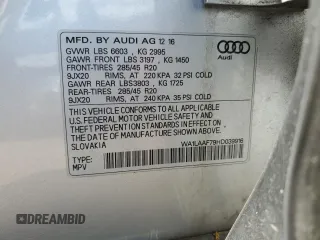 MFD. BY AUDI AG 12 16
GVWR LBS 6603 , KG 2995
GAWR FRONT LBS 3197 , KG 1450
FRONT-TIRES 285/45 R20
9JX20 RIMS, AT 220 KPA 32 PSI COLD
GAWR REAR LBS3803 , KG 1725
REAR-TIRES 285/45 R20
9JX20 RIMS, AT 240 KPA 35 PSI COLD
THIS VEHICLE CONFORMS TO ALL APPLICABLE
U.S. FEDERAL MOTOR VEHICLE SAFETY AND
THEFT PREVENTION STANDARDS IN EFFECT ON
THE DATE OF MANUFACTURE SHOWN ABOVE.
SLOVAKIA
TYPE:
MPV
Audi
DREAMBID